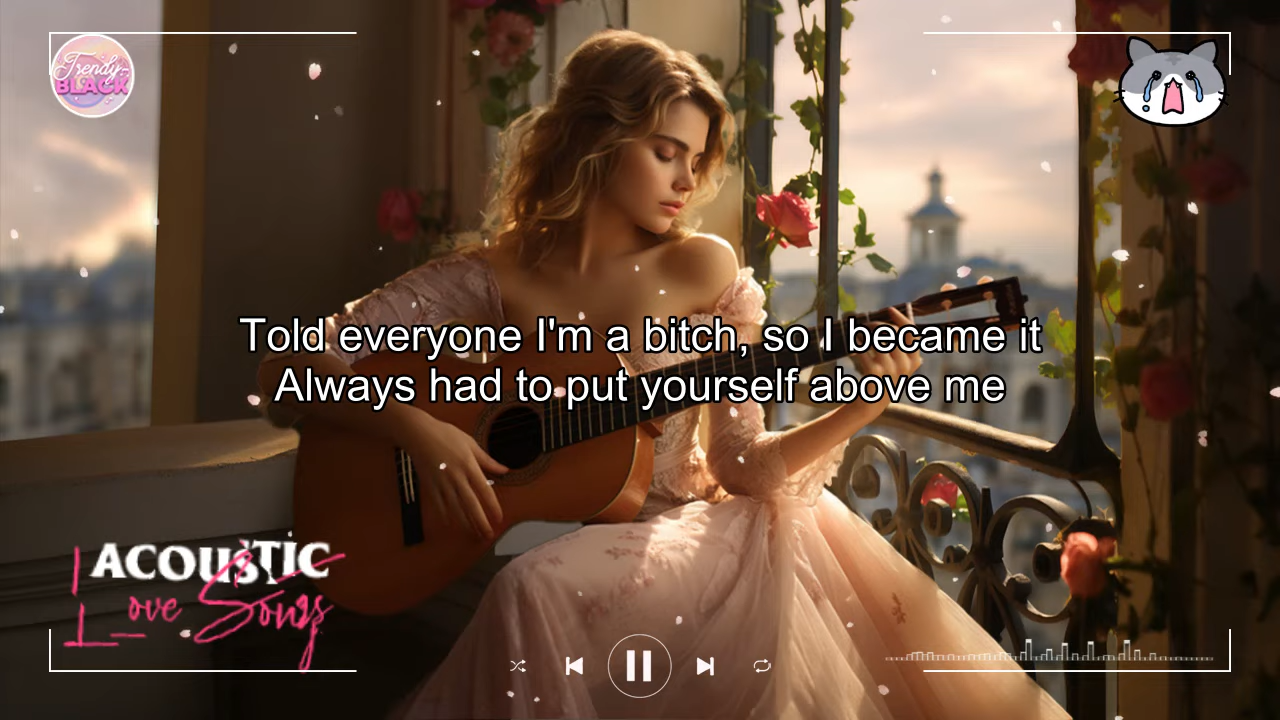 Trendy
BLACK
Told everyone I'm a bitch, so I became it
Always had to put yourself above me
ACOUSTIC
Love Songs